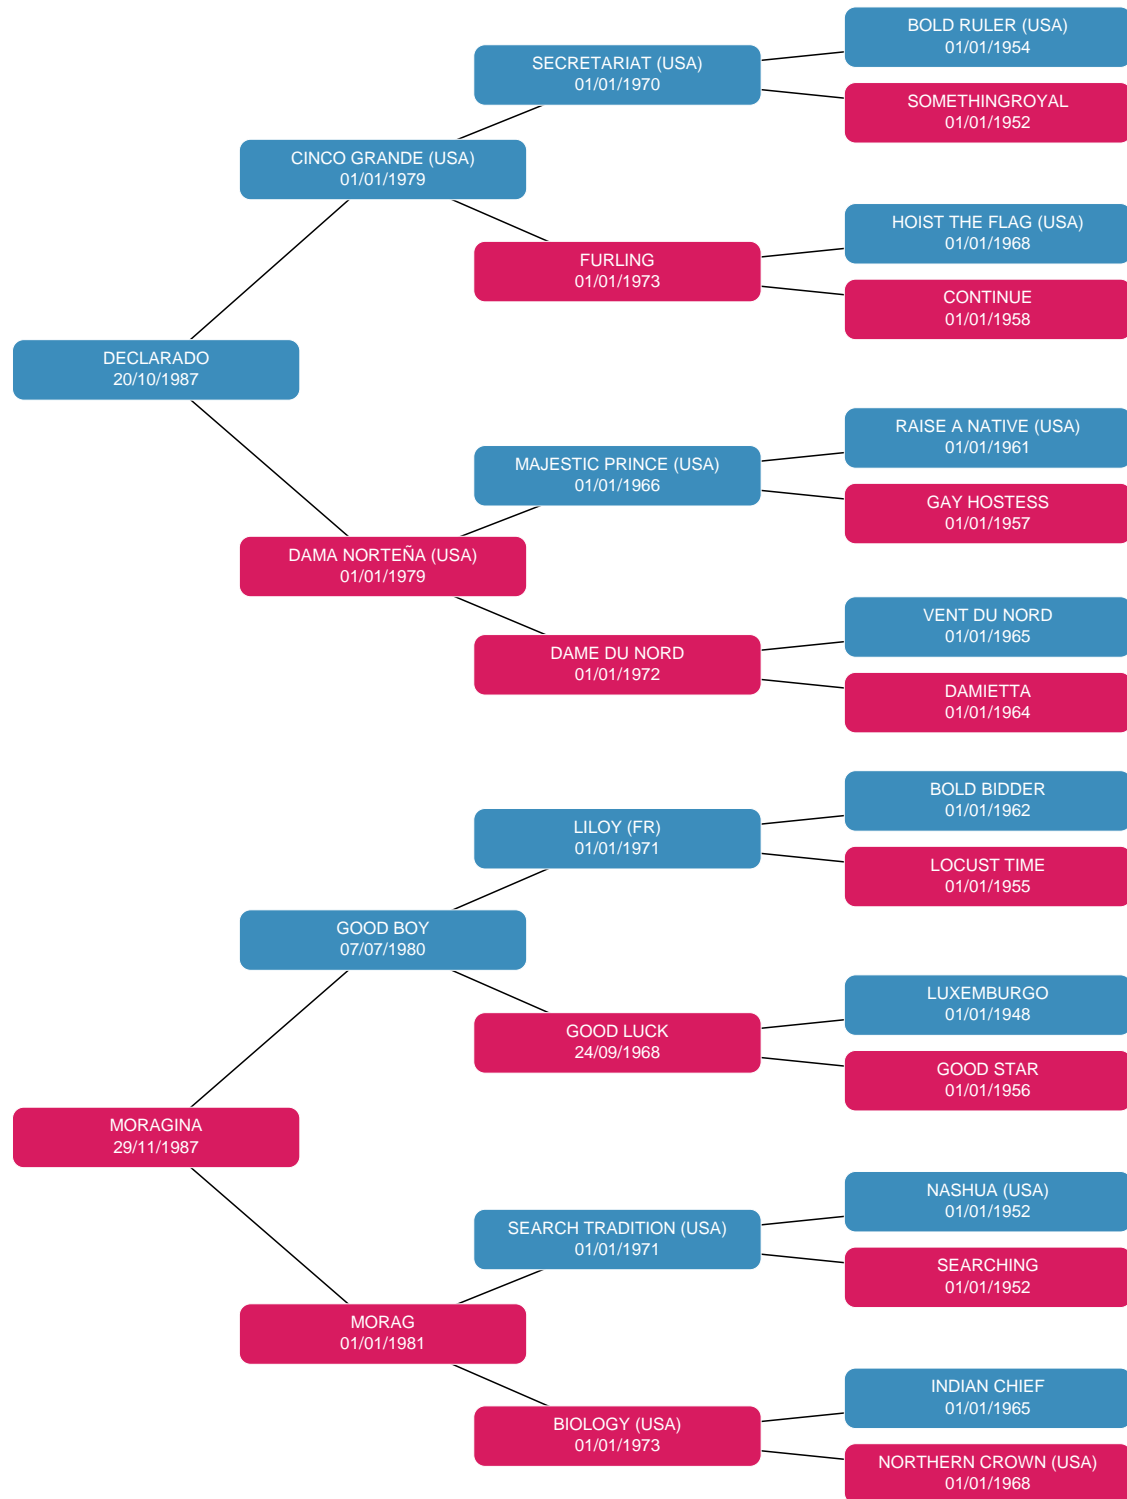 BOLD RULER (USA)
01/01/1954
SECRETARIAT (USA)
01/01/1970
SOMETHINGROYAL
01/01/1952
CINCO GRANDE (USA)
01/01/1979
HOIST THE FLAG (USA)
01/01/1968
FURLING
01/01/1973
CONTINUE
01/01/1958
DECLARADO
20/10/1987
RAISE A NATIVE (USA)
01/01/1961
MAJESTIC PRINCE (USA)
01/01/1966
GAY HOSTESS
01/01/1957
DAMA NORTEÑA (USA)
01/01/1979
VENT DU NORD
01/01/1965
DAME DU NORD
01/01/1972
DAMIETTA
01/01/1964
BOLD BIDDER
01/01/1962
LILOY (FR)
01/01/1971
LOCUST TIME
01/01/1955
GOOD BOY
07/07/1980
LUXEMBURGO
01/01/1948
GOOD LUCK
24/09/1968
GOOD STAR
01/01/1956
MORAGINA
29/11/1987
NASHUA (USA)
01/01/1952
SEARCH TRADITION (USA)
01/01/1971
SEARCHING
01/01/1952
MORAG
01/01/1981
INDIAN CHIEF
01/01/1965
BIOLOGY (USA)
01/01/1973
NORTHERN CROWN (USA)
01/01/1968